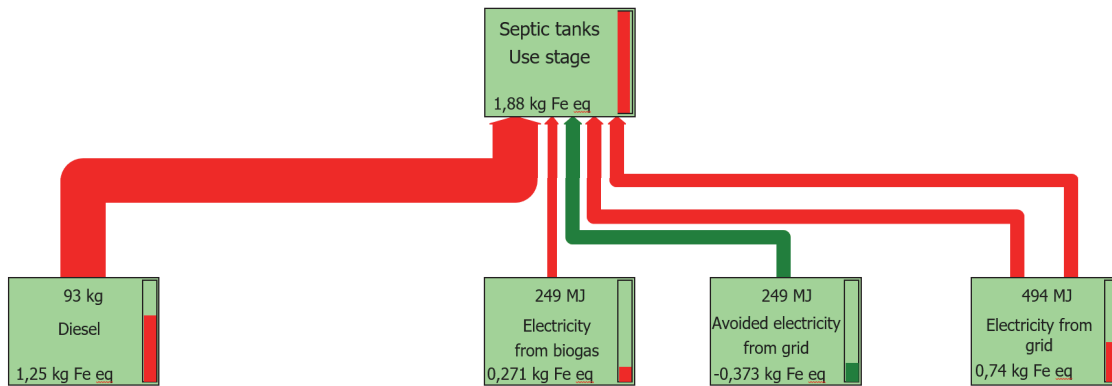 Septic tanks
Use stage
1,88 kg Fe eq
93 kg
Diesel
1,25 kg Fe eq
249 MJ
Electricity
from biogas
0,271 kg Fe eq
249 MJ
Avoided electricity
from grid
-0,373 kg Fe eq
494 MJ
Electricity from
grid
0,74 kg Fe eq